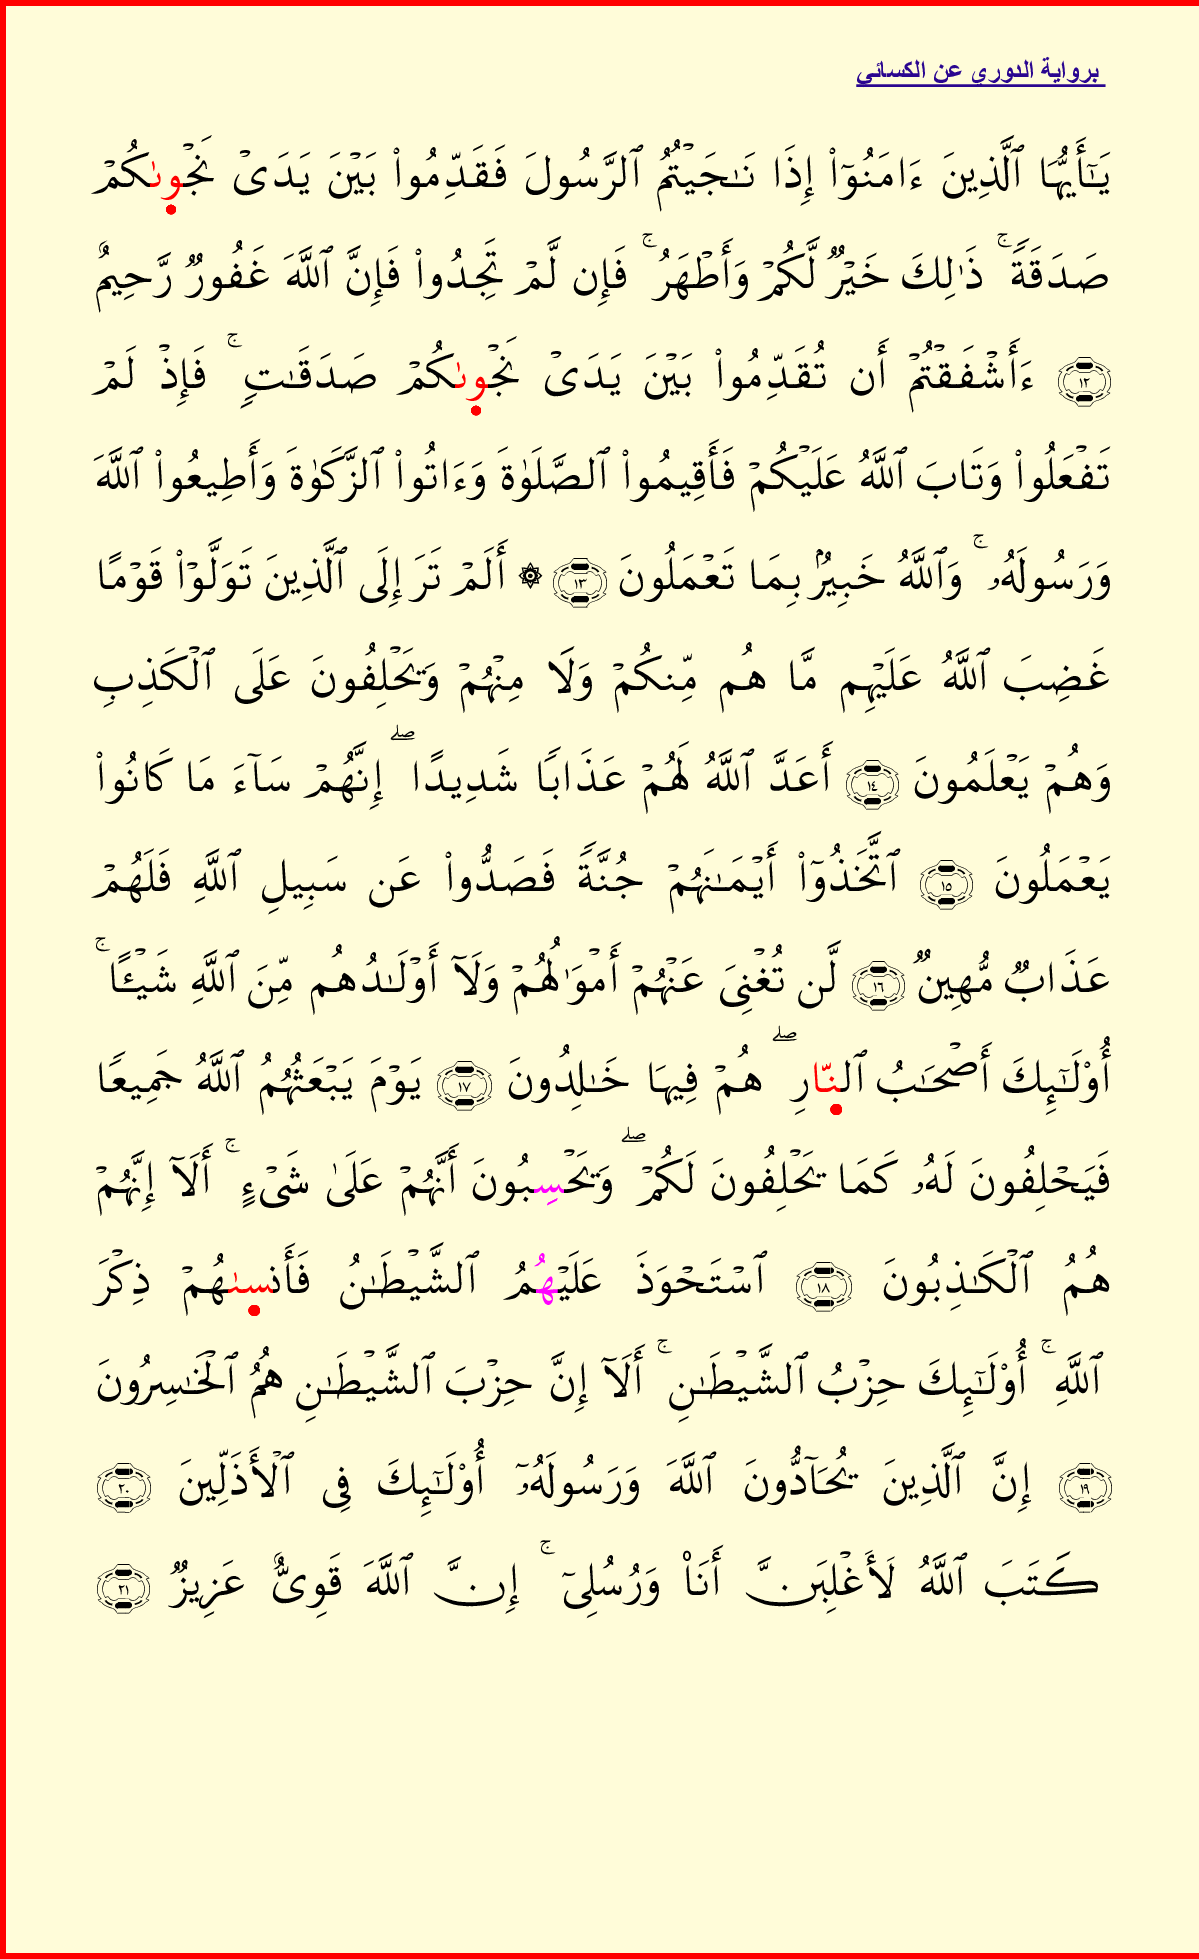 برواية الدوري عن الكسائي
يَـٰٓأَيُّهَا ٱلَّذِينَ ءَامَنُوٓا۟ إِذَا نَـٰجَيْتُمُ ٱلرَّسُولَ فَقَدِّمُوا۟ بَيْنَ يَدَىْ نَجْوىٰكُمْ
صَدَقَةً ۚ ذَٰلِكَ خَيْرٌ لَّكُمْ وَأَطْهَرُ ۚ فَإِن لَّمْ تَجِدُوا۟ فَإِنَّ ٱللَّهَ غَفُورٌ رَّحِيمٌ
١٢ ءَأَشْفَقْتُمْ أَن تُقَدِّمُوا۟ بَيْنَ يَدَىْ نَجْوىٰكُمْ صَدَقَـٰتٍ ۚ فَإِذْ لَمْ
تَفْعَلُوا۟ وَتَابَ ٱللَّهُ عَلَيْكُمْ فَأَقِيمُوا۟ ٱلصَّلَوٰةَ وَءَاتُوا۟ ٱلزَّكَوٰةَ وَأَطِيعُوا۟ ٱللَّهَ
وَرَسُولَهُۥ ۚ وَٱللَّهُ خَبِيرٌۢ بِمَا تَعْمَلُونَ ١٣ ۞ أَلَمْ تَرَ إِلَى ٱلَّذِينَ تَوَلَّوْا۟ قَوْمًا
غَضِبَ ٱللَّهُ عَلَيْهِم مَّا هُم مِّنكُمْ وَلَا مِنْهُمْ وَيَحْلِفُونَ عَلَى ٱلْكَذِبِ
وَهُمْ يَعْلَمُونَ ١٤ أَعَدَّ ٱللَّهُ لَهُمْ عَذَابًا شَدِيدًا ۖ إِنَّهُمْ سَآءَ مَا كَانُوا۟
يَعْمَلُونَ ١٥ ٱتَّخَذُوٓا۟ أَيْمَـٰنَهُمْ جُنَّةً فَصَدُّوا۟ عَن سَبِيلِ ٱللَّهِ فَلَهُمْ
عَذَابٌ مُّهِينٌ ١٦ لَّن تُغْنِىَ عَنْهُمْ أَمْوَٰلُهُمْ وَلَآ أَوْلَـٰدُهُم مِّنَ ٱللَّهِ شَيْـًٔا ۚ
أُو۟لَـٰٓئِكَ أَصْحَـٰبُ ٱلنَّارِ ۖ هُمْ فِيهَا خَـٰلِدُونَ ١٧ يَوْمَ يَبْعَثُهُمُ ٱللَّهُ جَمِيعًا
فَيَحْلِفُونَ لَهُۥ كَمَا يَحْلِفُونَ لَكُمْ ۖ وَيَحْسِبُونَ أَنَّهُمْ عَلَىٰ شَىْءٍ ۚ أَلَآ إِنَّهُمْ
هُمُ ٱلْكَـٰذِبُونَ ١٨ ٱسْتَحْوَذَ عَلَيْهُمُ ٱلشَّيْطَـٰنُ فَأَنسىٰهُمْ ذِكْرَ
ٱللَّهِ ۚ أُو۟لَـٰٓئِكَ حِزْبُ ٱلشَّيْطَـٰنِ ۚ أَلَآ إِنَّ حِزْبَ ٱلشَّيْطَـٰنِ هُمُ ٱلْخَـٰسِرُونَ
١٩ إِنَّ ٱلَّذِينَ يُحَآدُّونَ ٱللَّهَ وَرَسُولَهُۥٓ أُو۟لَـٰٓئِكَ فِى ٱلْأَذَلِّينَ ٢٠
كَتَبَ ٱللَّهُ لَأَغْلِبَنَّ أَنَا۠ وَرُسُلِىٓ ۚ إِنَّ ٱللَّهَ قَوِىٌّ عَزِيزٌ ٢١